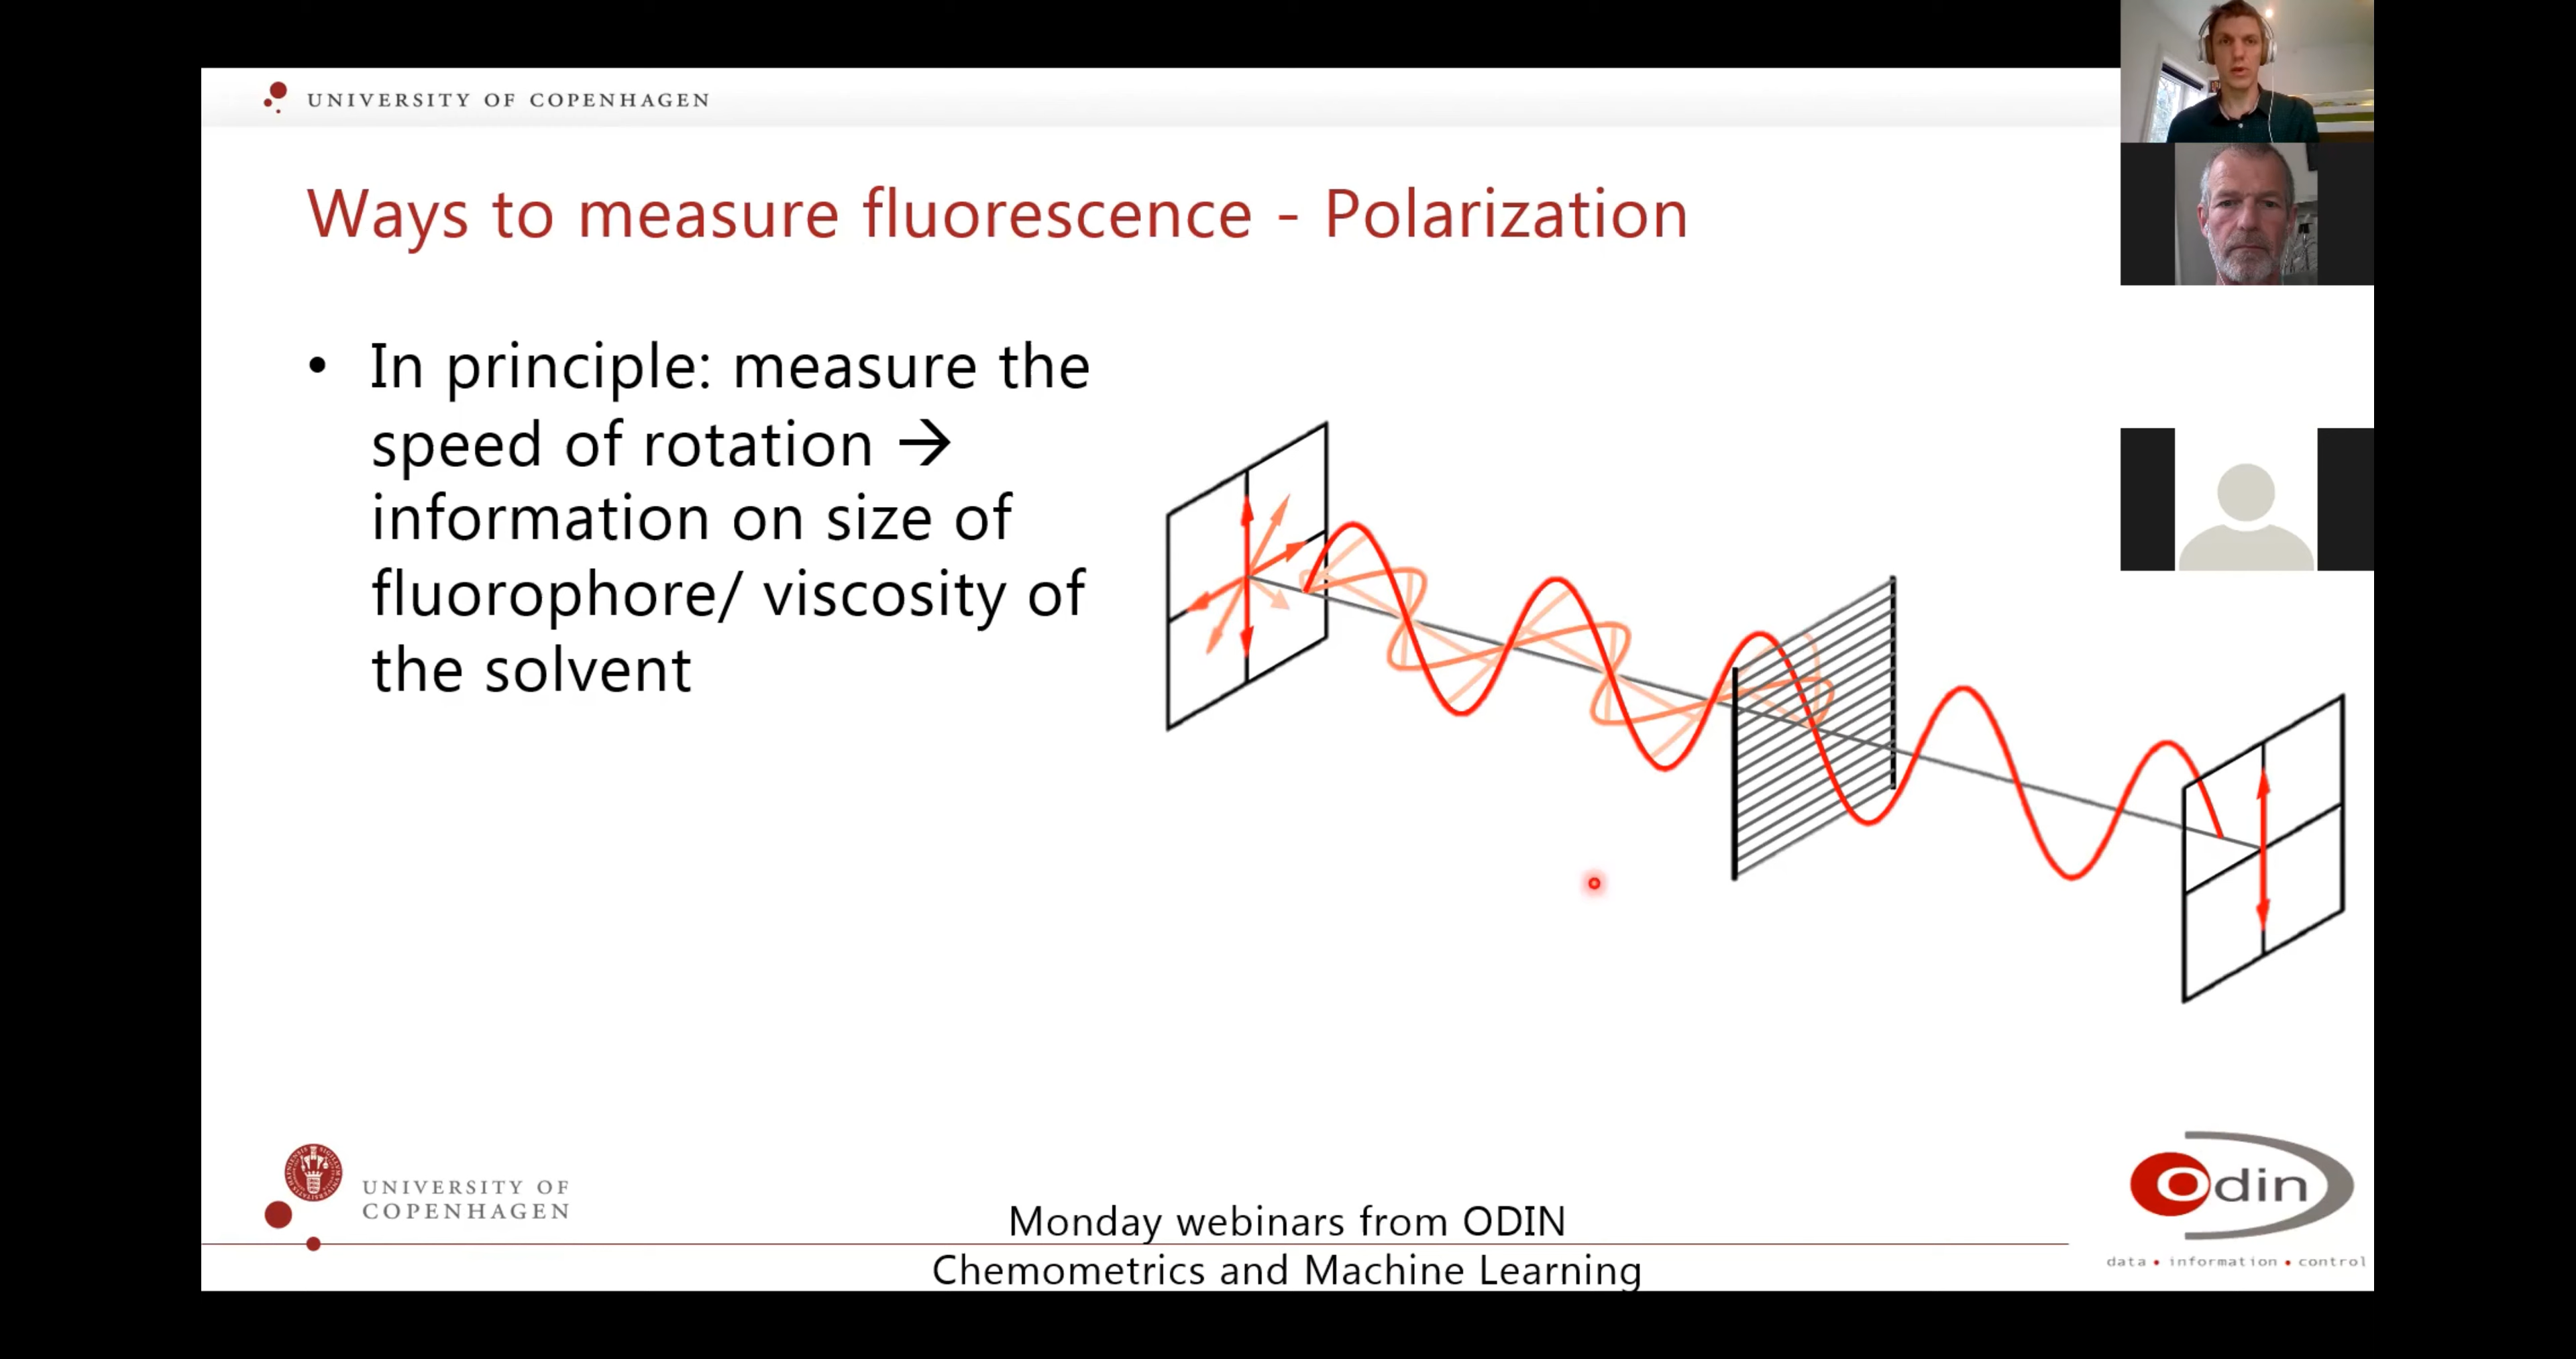 UNIVERSITY OF COPENHAGEN
Ways to measure fluorescence - Polarization
• In principle: measure the
speed of rotation →
information on size of
fluorophore/ viscosity of
the solvent
UNIVERSITY OF
COPENHAGEN
Monday webinars from ODIN
Chemometrics and Machine Learning
Odin
data • information • control